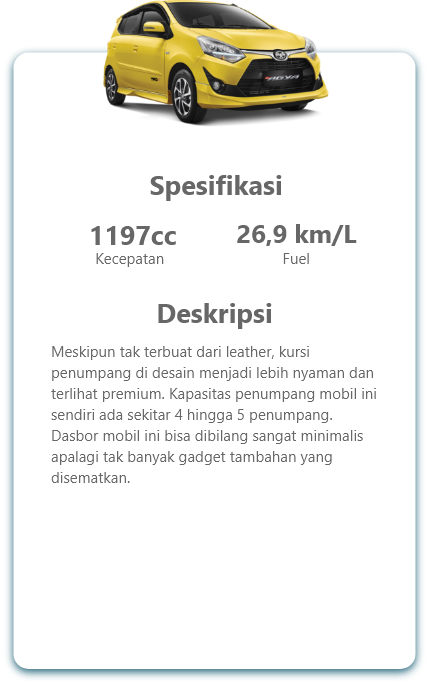 Spesifikasi
1197cc 26,9 km/L
Kecepatan Fuel
Deskripsi
Meskipun tak terbuat dari leather, kursi
penumpang di desain menjadi lebih nyaman dan
terlihat premium. Kapasitas penumpang mobil ini
sendiri ada sekitar 4 hingga 5 penumpang.
Dasbor mobil ini bisa dibilang sangat minimalis
apalagi tak banyak gadget tambahan yang
disematkan.